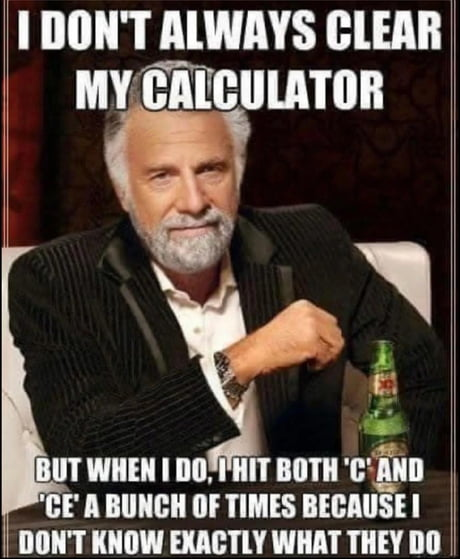 I DON'T ALWAYS CLEAR
MY CALCULATOR
BUT WHEN I DO, I HIT BOTH 'C' AND
'CE' A BUNCH OF TIMES BECAUSE I
DON'T KNOW EXACTLY WHAT THEY DO